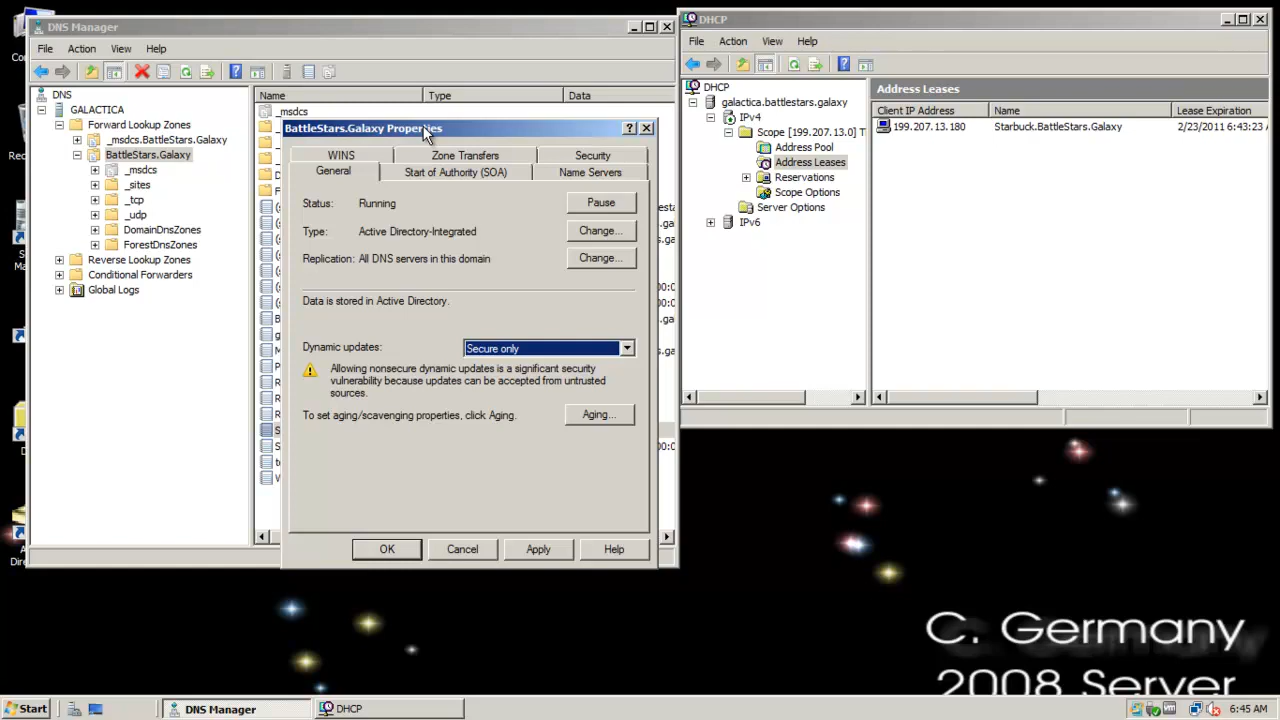 DNS Manager
File Action View Help
DNS
GALACTICA
Forward Lookup Zones
_msdcs.BattleStars.Galaxy
BattleStars.Galaxy
_msdcs
_sites
_tcp
_udp
DomainDnsZones
ForestDnsZones
Reverse Lookup Zones
Conditional Forwarders
Global Logs
Name Type Data
_msdcs
BattleStars.Galaxy Properties
WINS Zone Transfers Security
General Start of Authority (SOA) Name Servers
Status: Running Pause
Type: Active Directory-Integrated Change...
Replication: All DNS servers in this domain Change...
Data is stored in Active Directory.
Dynamic updates: Secure only
Allowing nonsecure dynamic updates is a significant security
vulnerability because updates can be accepted from untrusted
sources.
To set aging/scavenging properties, click Aging. Aging...
OK Cancel Apply Help
DHCP
File Action View Help
DHCP
galactica.battlestars.galaxy
IPv4
Scope [199.207.13.0] T
Address Pool
Address Leases
Reservations
Scope Options
Server Options
IPv6
Address Leases
Client IP Address Name Lease Expiration
199.207.13.180 Starbuck.BattleStars.Galaxy 2/23/2011 6:43:23
C. Germany
2008 Server
Start DNS Manager DHCP 6:45 AM